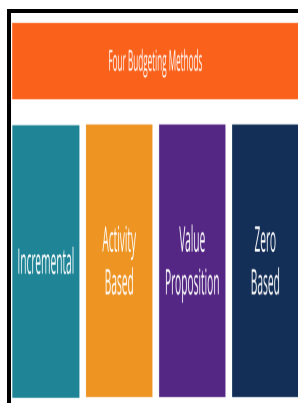 Four Budgeting Methods
Incremental
Activity
Based
Value
Proposition
Zero
Based